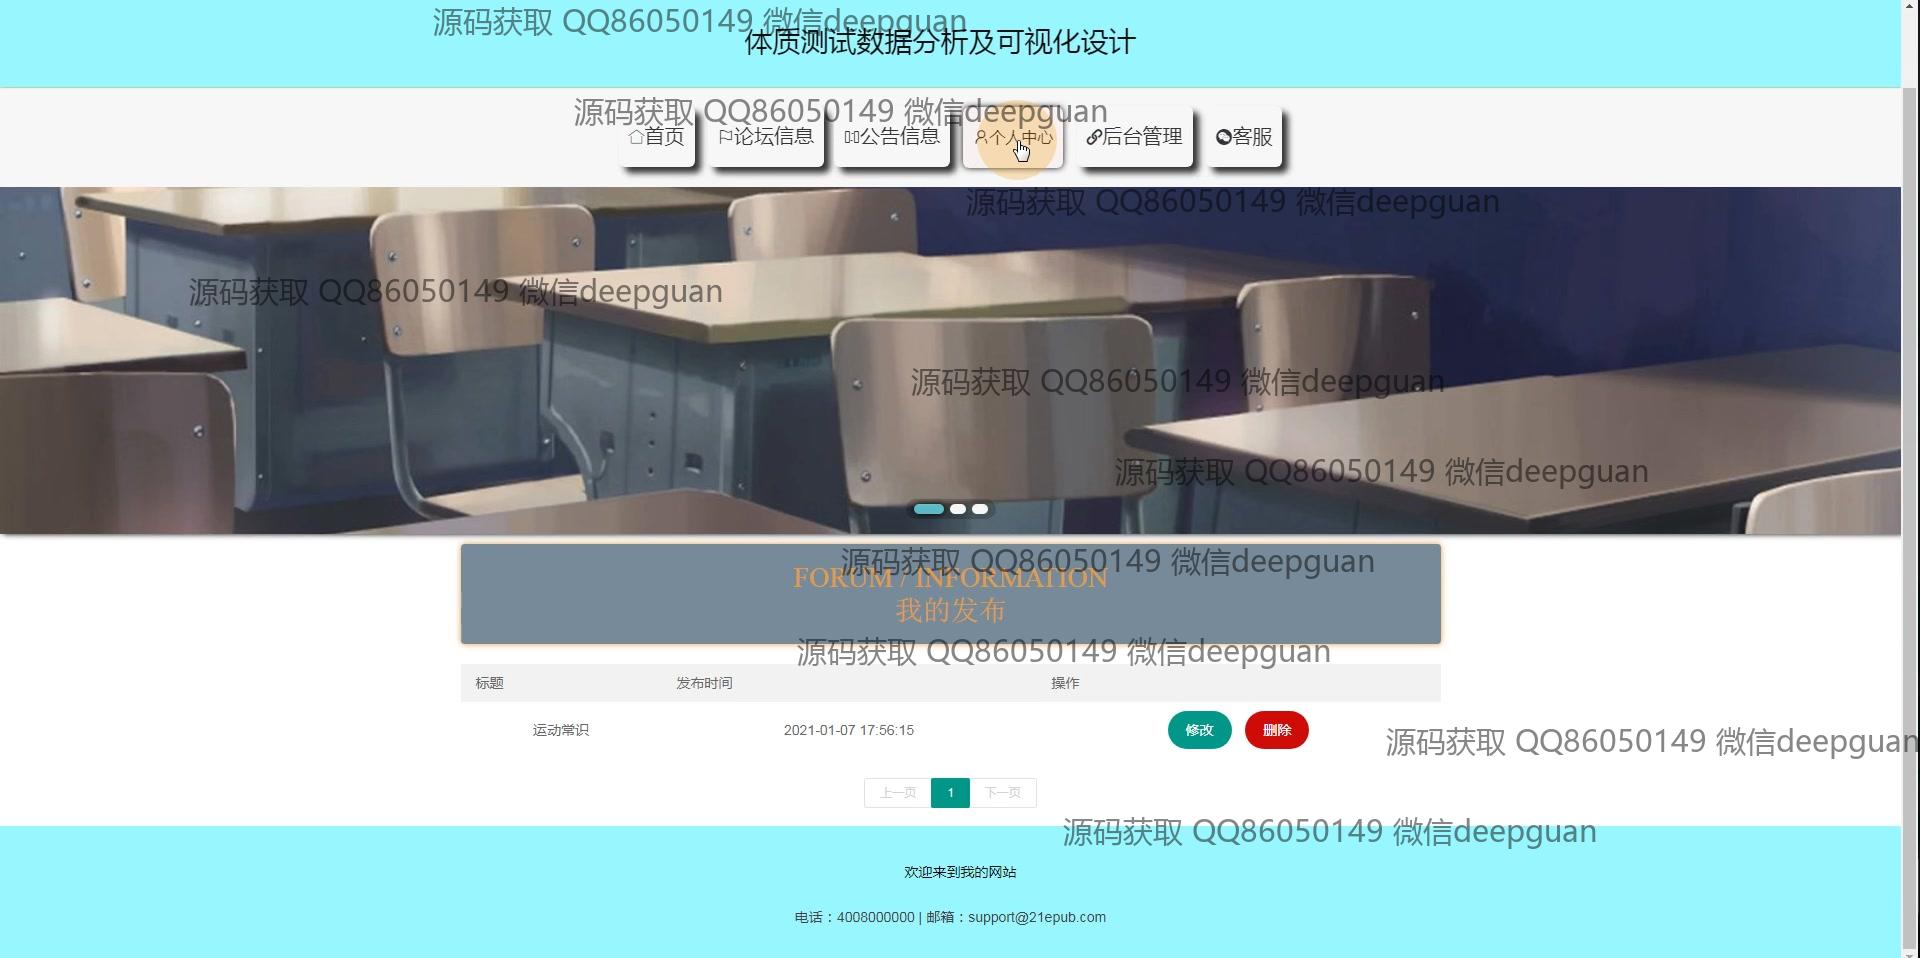 源码获取 QQ86050149 微信deepguan
体质测试数据分析及可视化设计
源码获取 QQ86050149 微信deepguan
首页 论坛信息 公告信息 个人中心 后台管理 客服
源码获取 QQ86050149 微信deepguan
源码获取 QQ86050149 微信deepguan
源码获取 QQ86050149 微信deepguan
源码获取 QQ86050149 微信deepguan
源码获取 QQ86050149 微信deepguan
FORUM / INFORMATION
我的发布
源码获取 QQ86050149 微信deepguan
标题 发布时间 操作
运动常识 2021-01-07 17:56:15 修改 删除
源码获取 QQ86050149 微信deepguan
上一页 1 下一页
源码获取 QQ86050149 微信deepguan
欢迎来到我的网站
电话：4008000000 | 邮箱：support@21epub.com